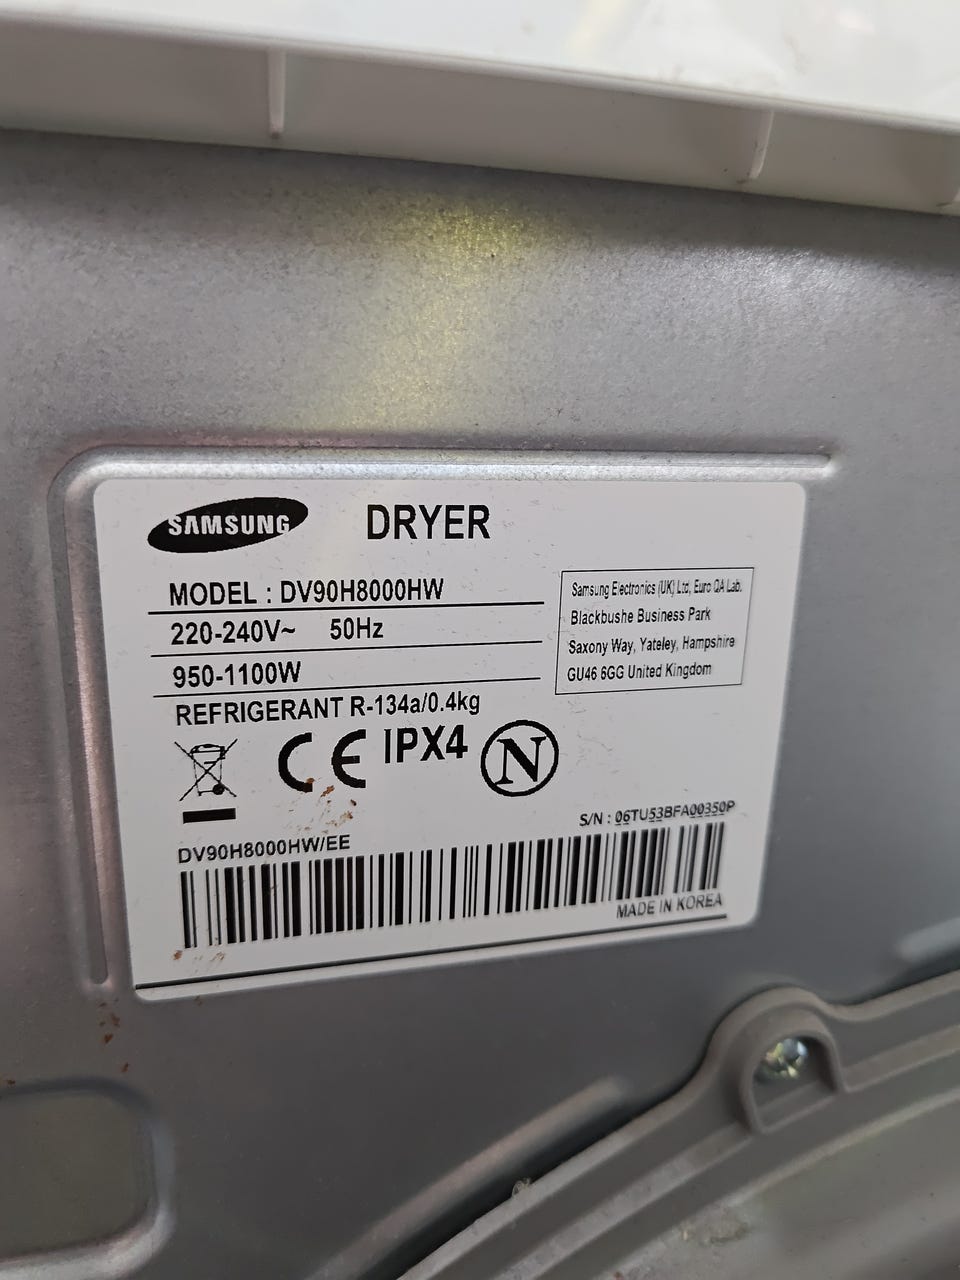 SAMSUNG DRYER
MODEL : DV90H8000HW
220-240V~ 50Hz
950-1100W
REFRIGERANT R-134a/0.4kg
Samsung Electronics (UK) Ltd, Euro QA Lab.
Blackbushe Business Park
Saxony Way, Yateley, Hampshire
GU46 6GG United Kingdom
CE IPX4 N
S/N : 06TU53BFA00350P
DV90H8000HW/EE
MADE IN KOREA